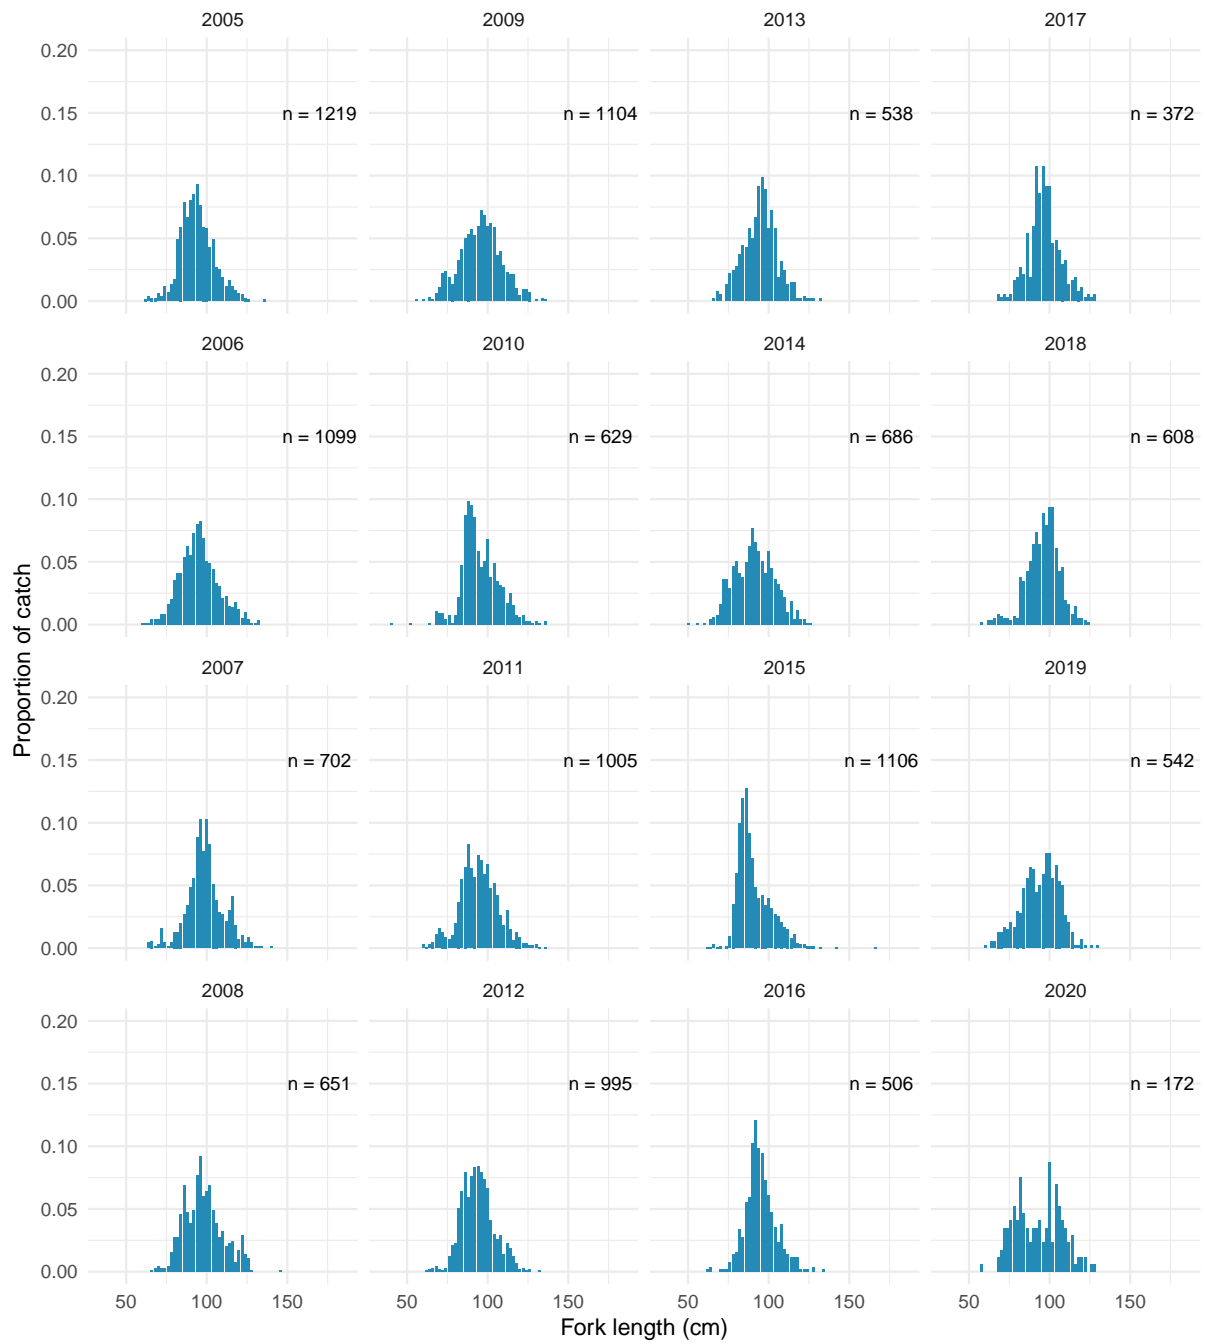 2005 2009 2013 2017
0.20
0.15 n = 1219 n = 1104 n = 538 n = 372
0.10
0.05
0.00
2006 2010 2014 2018
0.20
0.15 n = 1099 n = 629 n = 686 n = 608
0.10
0.05
0.00
Proportion of catch
2007 2011 2015 2019
0.20
0.15 n = 702 n = 1005 n = 1106 n = 542
0.10
0.05
0.00
2008 2012 2016 2020
0.20
0.15 n = 651 n = 995 n = 506 n = 172
0.10
0.05
0.00
50 100 150 50 100 150 50 100 150 50 100 150
Fork length (cm)